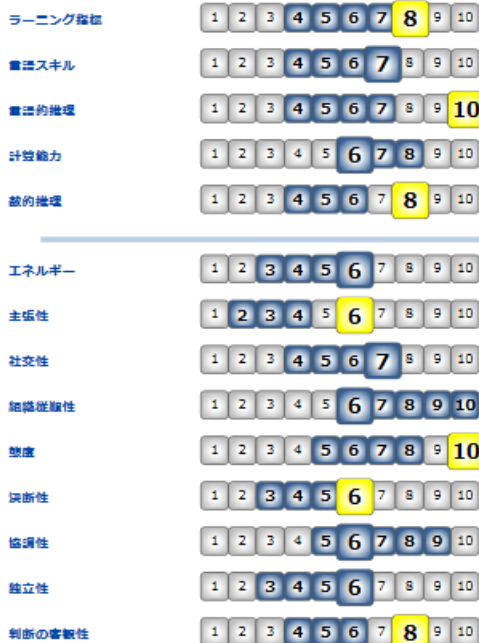 ラーニング指標 1 2 3 4 5 6 7 8 9 10
言語スキル 1 2 3 4 5 6 7 8 9 10
言語的推理 1 2 3 4 5 6 7 8 9 10
計算能力 1 2 3 4 5 6 7 8 9 10
数的推理 1 2 3 4 5 6 7 8 9 10
エネルギー 1 2 3 4 5 6 7 8 9 10
主張性 1 2 3 4 5 6 7 8 9 10
社交性 1 2 3 4 5 6 7 8 9 10
組織従順性 1 2 3 4 5 6 7 8 9 10
態度 1 2 3 4 5 6 7 8 9 10
決断性 1 2 3 4 5 6 7 8 9 10
協調性 1 2 3 4 5 6 7 8 9 10
独立性 1 2 3 4 5 6 7 8 9 10
判断の客観性 1 2 3 4 5 6 7 8 9 10